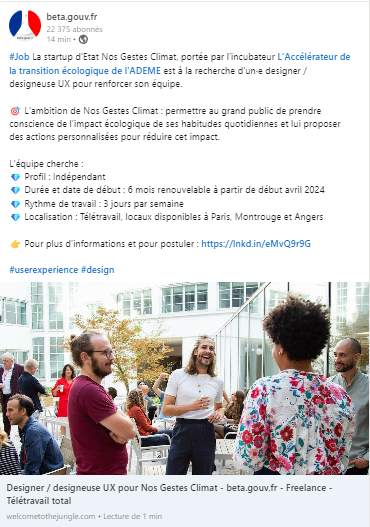 beta.gouv.fr
22 375 abonnés
14 min •
#Job La startup d'Etat Nos Gestes Climat, portée par l'incubateur L'Accélérateur de
la transition écologique de l'ADEME est à la recherche d'un·e designer /
designeuse UX pour renforcer son équipe.
🎯 L'ambition de Nos Gestes Climat : permettre au grand public de prendre
conscience de l'impact écologique de ses habitudes quotidiennes et lui proposer
des actions personnalisées pour réduire cet impact.
L'équipe cherche :
💎 Profil : Indépendant
💎 Durée et date de début : 6 mois renouvelable à partir de début avril 2024
💎 Rythme de travail : 3 jours par semaine
💎 Localisation : Télétravail, locaux disponibles à Paris, Montrouge et Angers
👉 Pour plus d'informations et pour postuler : https://lnkd.in/eMvQ9r9G
#userexperience #design
Designer / designeuse UX pour Nos Gestes Climat - beta.gouv.fr - Freelance -
Télétravail total
welcometothejungle.com • Lecture de 1 min